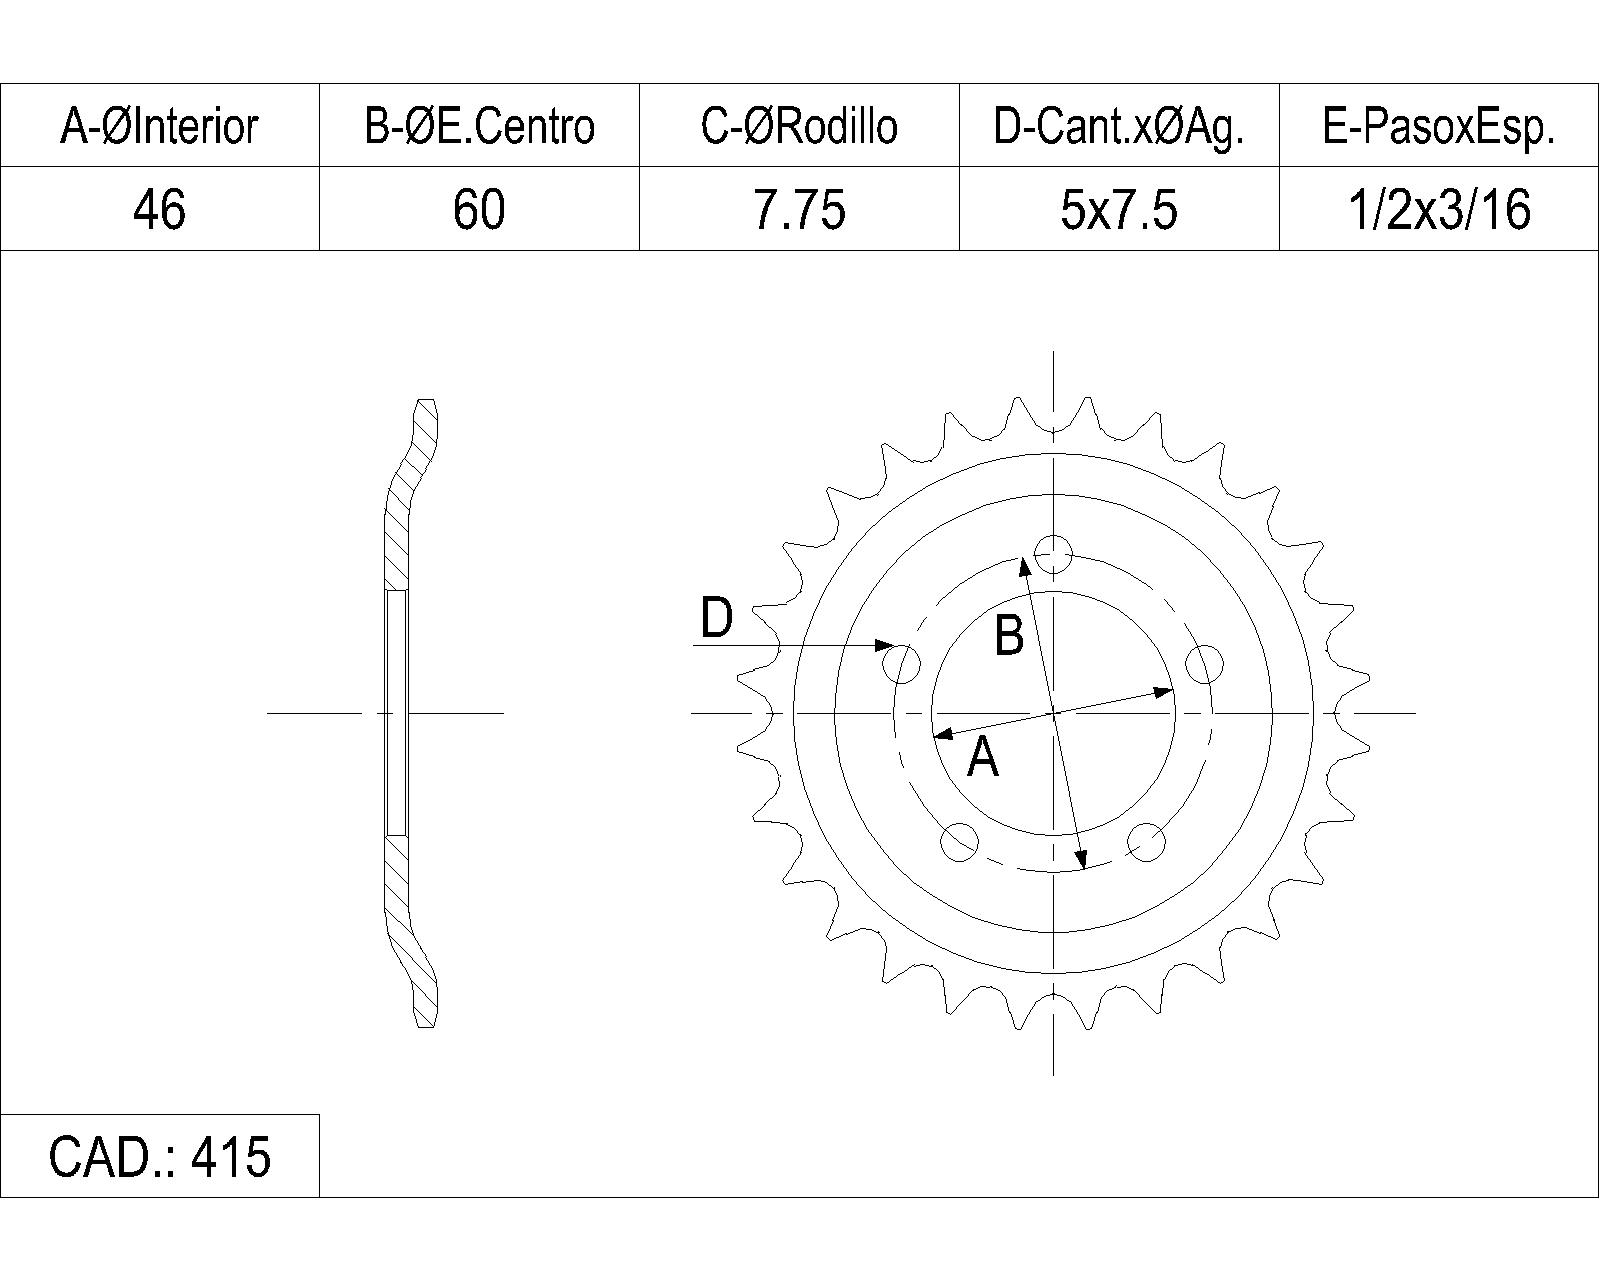 A-ØInterior B-ØE.Centro C-ØRodillo D-Cant.xØAg. E-PasoxEsp.
46 60 7.75 5x7.5 1/2x3/16
D
B
A
CAD.: 415